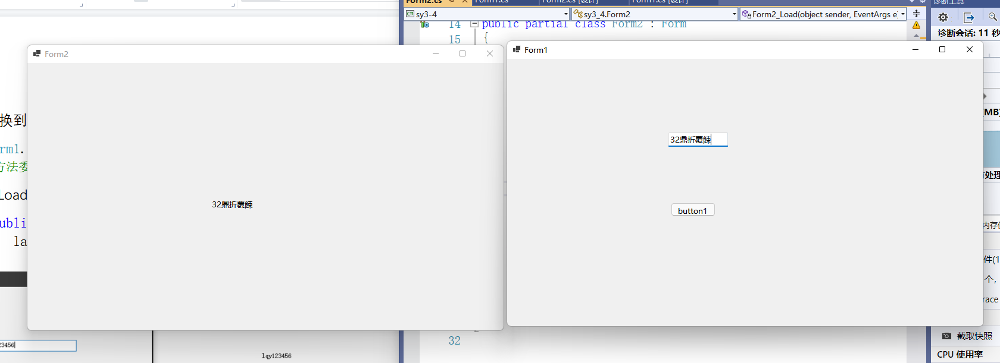 Form2.cs
Form1.cs
Form2.cs [设计]
Form1.cs [设计]
诊断工具
sy3-4
sy3_4.Form2
Form2_Load(object sender, EventArgs e)
14
public partial class Form2 : Form
15
{
诊断会话: 11 秒
Form2
Form1
换到
rm1.
方法委
Load
ubli
la
32鼎折覆餗
32鼎折覆餗
button1
(MB)
处理
内存使
件(1
个,
race
32
截取快照
CPU 使用率
23456
lqy123456